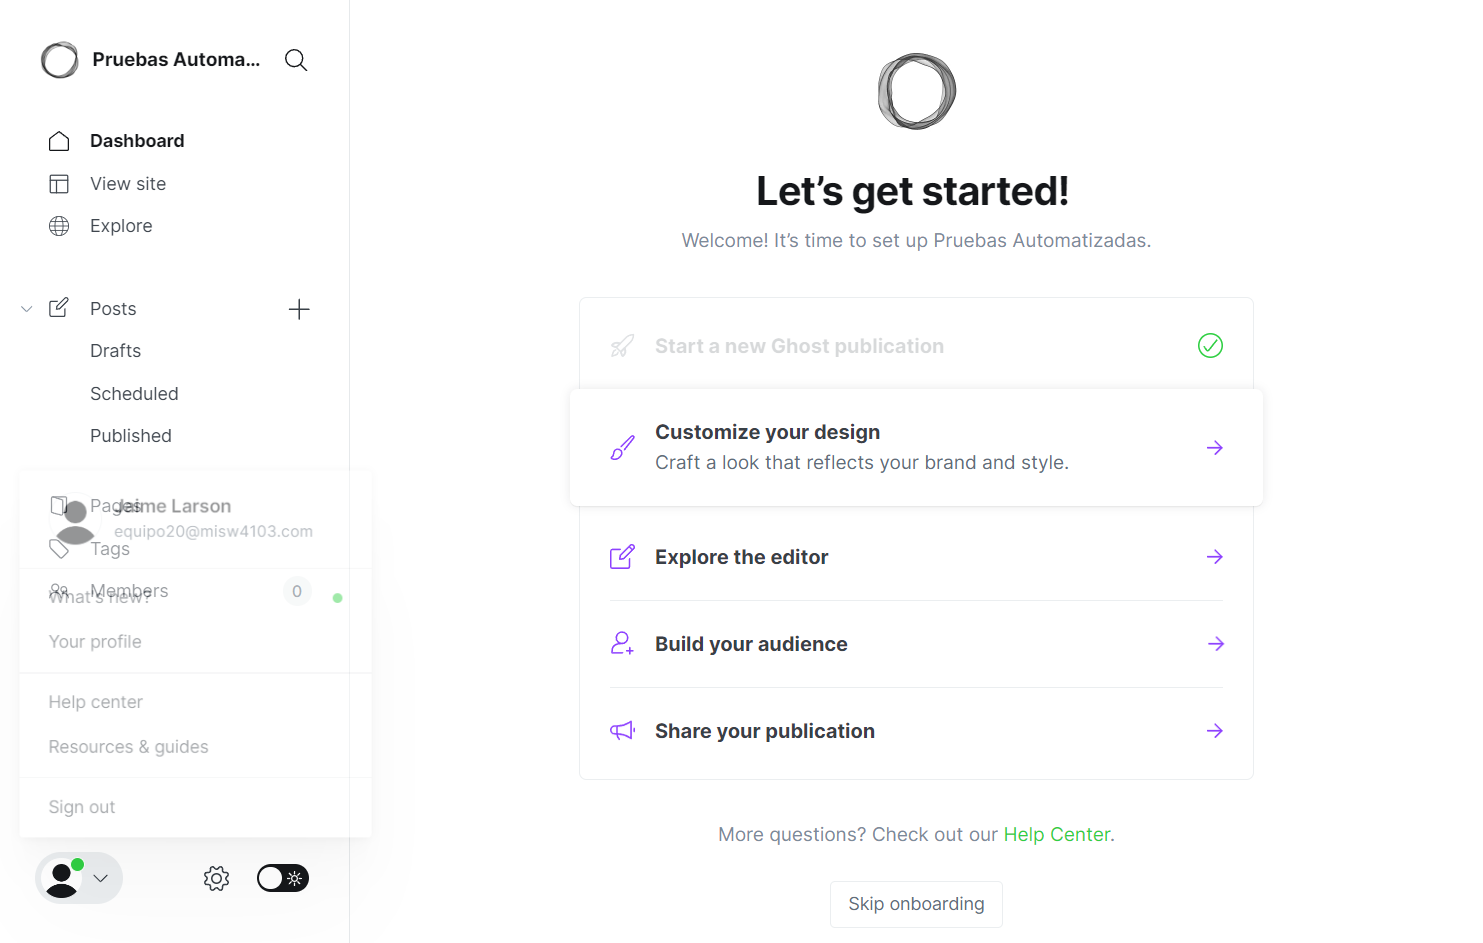 Pruebas Automa...
Dashboard
View site
Explore
Posts
Drafts
Scheduled
Published
Pages
Jaime Larson
equipo20@misw4103.com
Tags
Members
0
What's new?
Your profile
Help center
Resources & guides
Sign out
Let’s get started!
Welcome! It’s time to set up Pruebas Automatizadas.
Start a new Ghost publication
Customize your design
Craft a look that reflects your brand and style.
Explore the editor
Build your audience
Share your publication
More questions? Check out our Help Center.
Skip onboarding